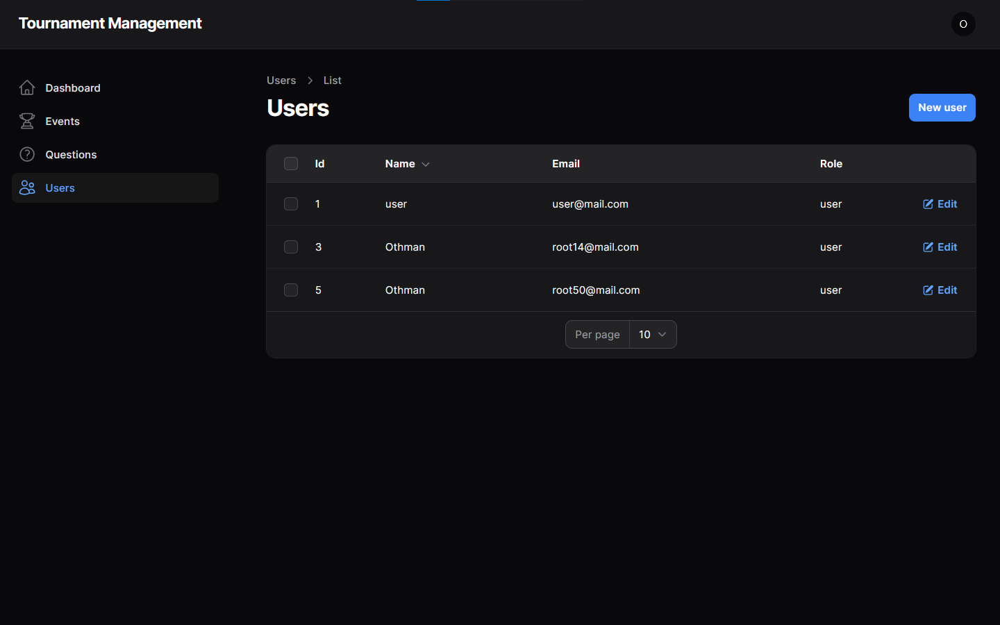 Tournament Management
O
Dashboard
Events
Questions
Users
Users > List
Users
New user
Id Name Email Role
1 user user@mail.com user Edit
3 Othman root14@mail.com user Edit
5 Othman root50@mail.com user Edit
Per page 10